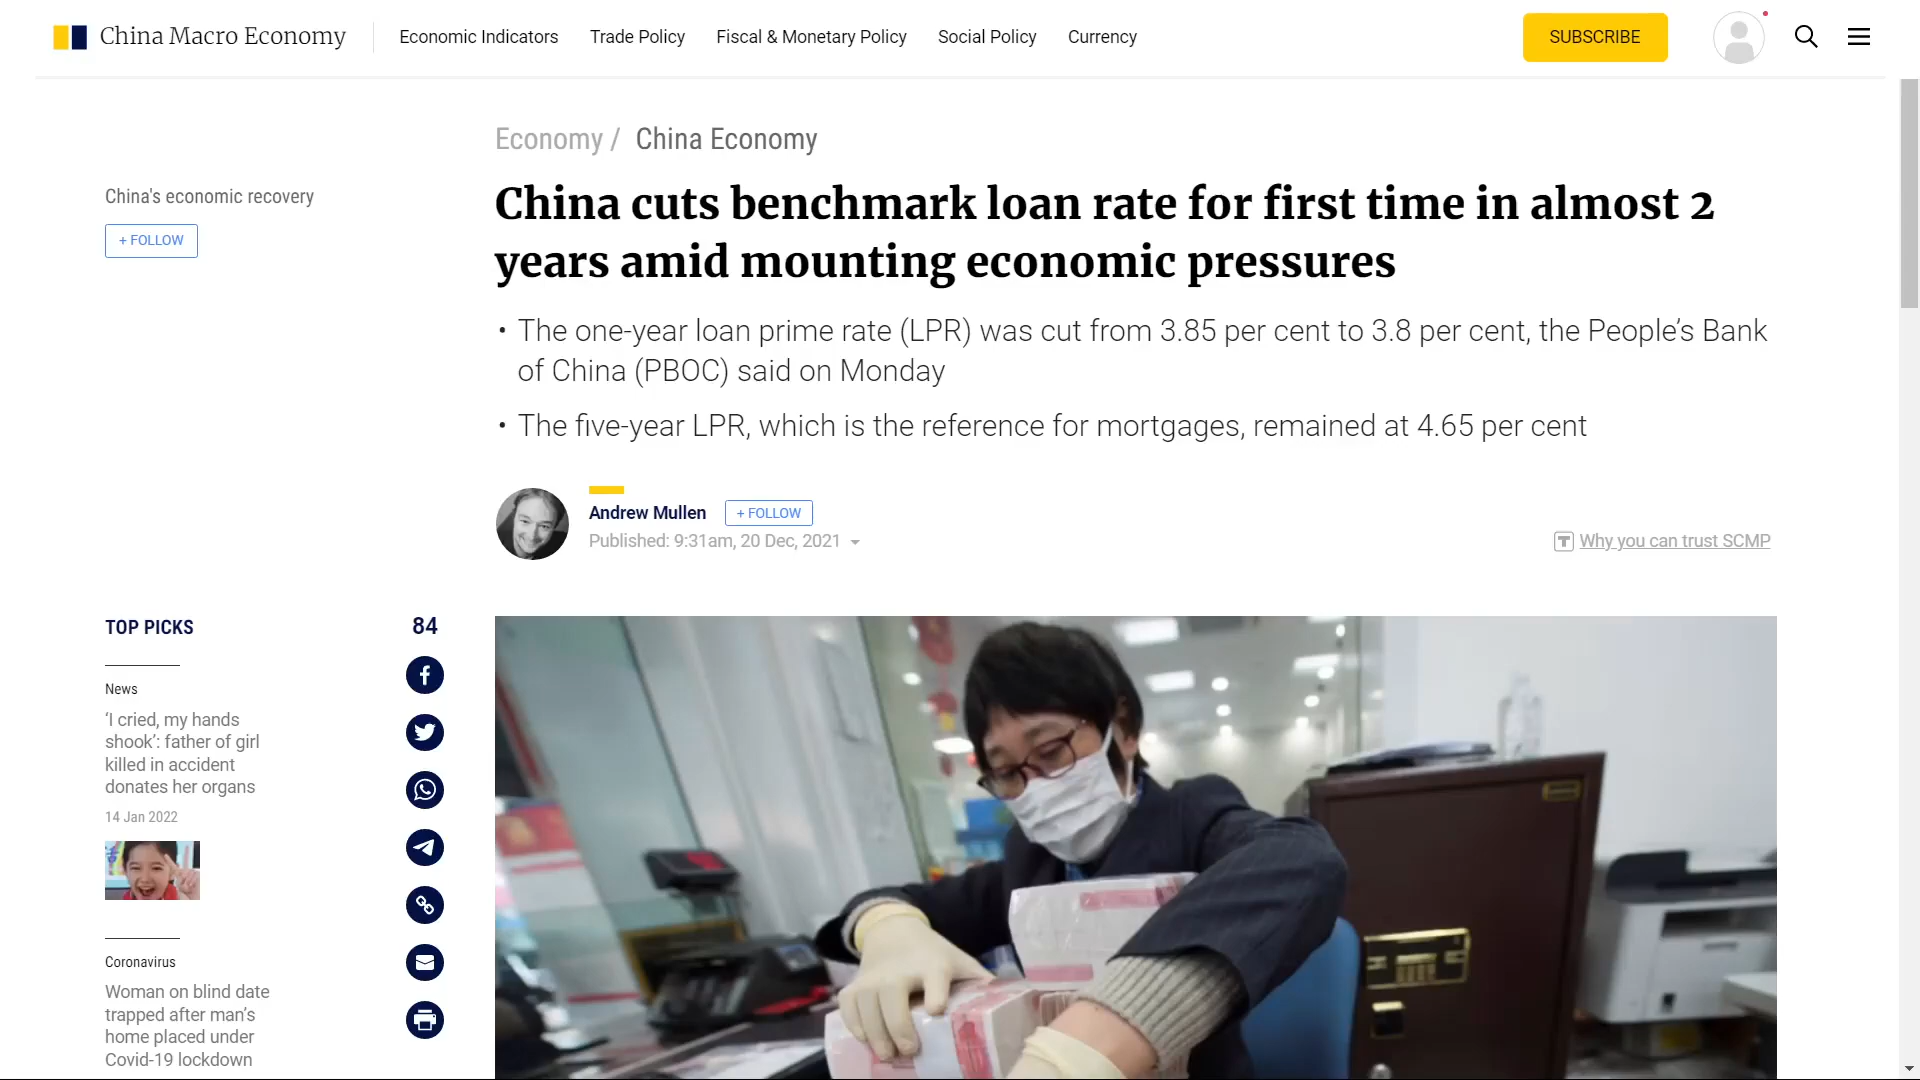 China Macro Economy
Economic Indicators
Trade Policy
Fiscal & Monetary Policy
Social Policy
Currency
SUBSCRIBE
Economy / China Economy
China's economic recovery
+ FOLLOW
China cuts benchmark loan rate for first time in almost 2
years amid mounting economic pressures
• The one-year loan prime rate (LPR) was cut from 3.85 per cent to 3.8 per cent, the People’s Bank
of China (PBOC) said on Monday
• The five-year LPR, which is the reference for mortgages, remained at 4.65 per cent
Andrew Mullen
+ FOLLOW
Published: 9:31am, 20 Dec, 2021
Why you can trust SCMP
TOP PICKS
News
‘I cried, my hands
shook’: father of girl
killed in accident
donates her organs
14 Jan 2022
Coronavirus
Woman on blind date
trapped after man’s
home placed under
Covid-19 lockdown
84